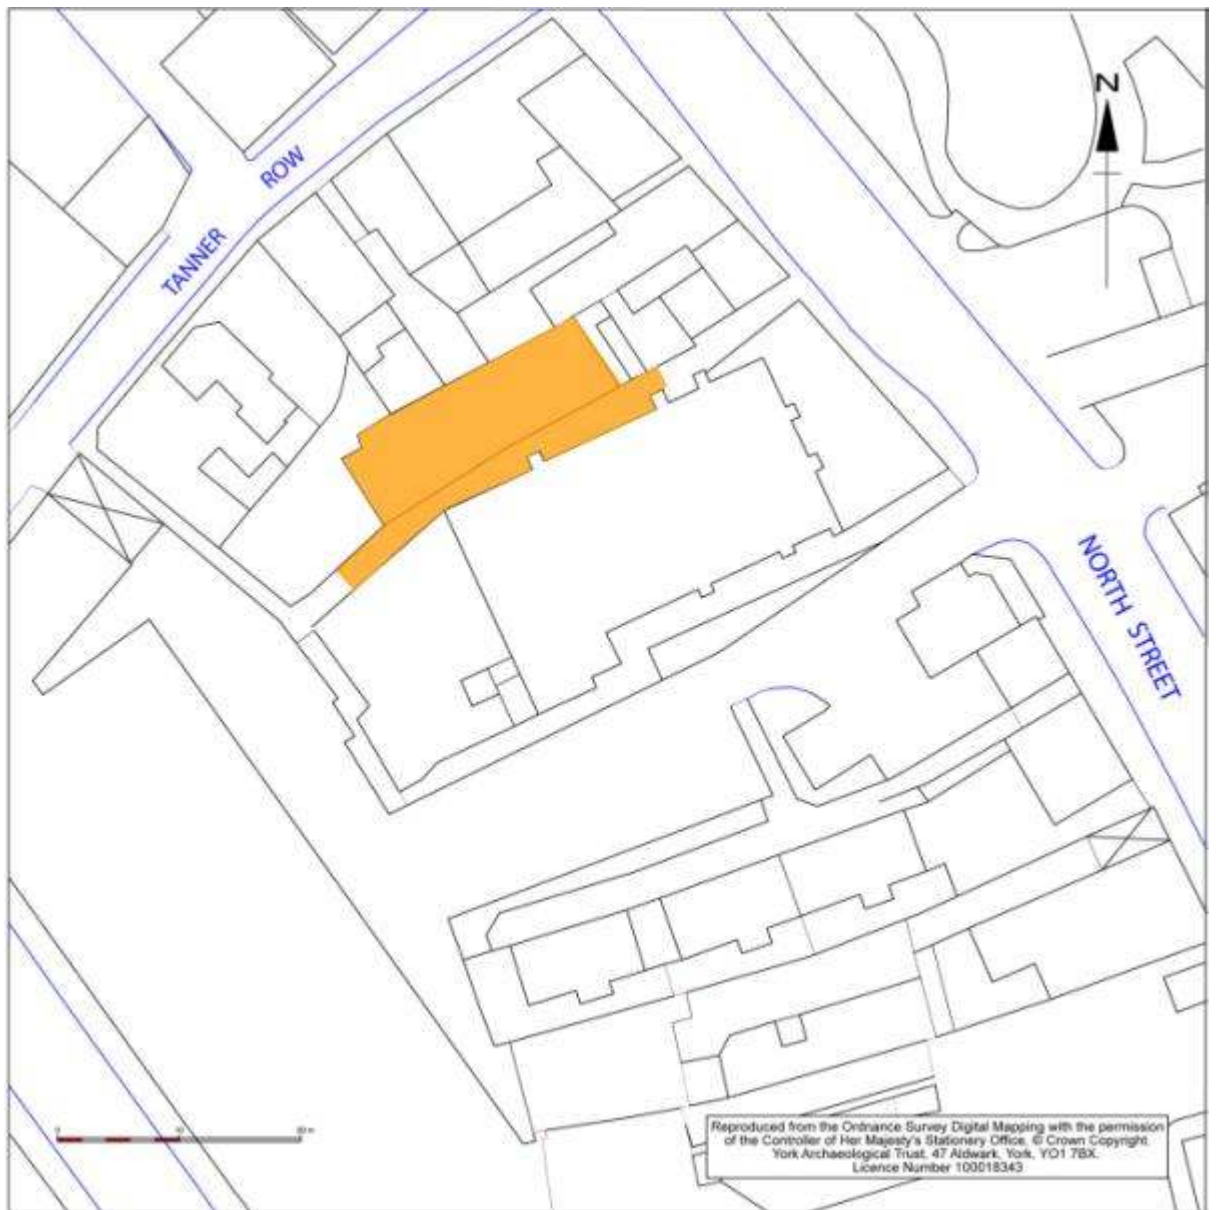 N
TANNER ROW
NORTH STREET
0
Reproduced from the Ordnance Survey Digital Mapping with the permission
of the Controller of Her Majesty's Stationery Office, © Crown Copyright.
York Archaeological Trust, 47 Aldwark, York, YO1 7BX.
Licence Number 100018343